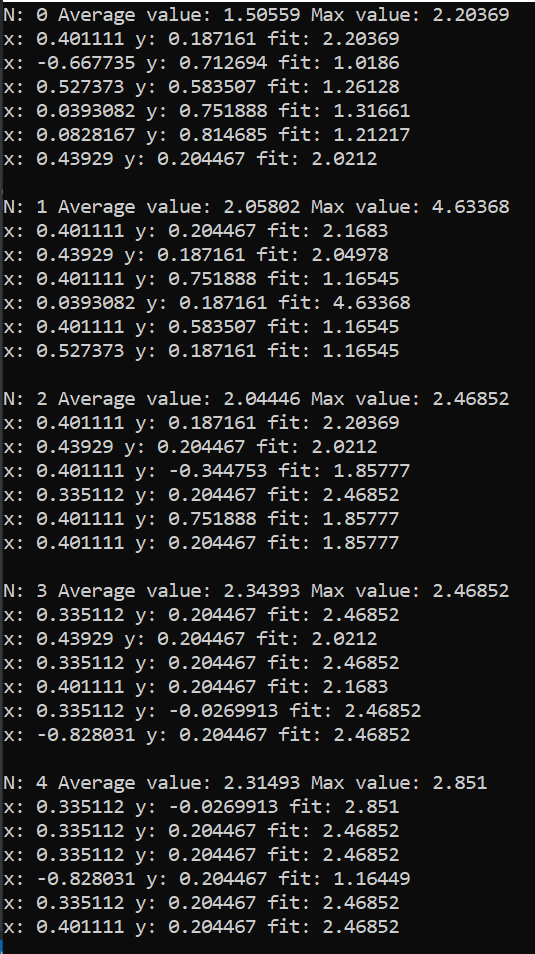 N: 0 Average value: 1.50559 Max value: 2.20369
x: 0.401111 y: 0.187161 fit: 2.20369
x: -0.667735 y: 0.712694 fit: 1.0186
x: 0.527373 y: 0.583507 fit: 1.26128
x: 0.0393082 y: 0.751888 fit: 1.31661
x: 0.0828167 y: 0.814685 fit: 1.21217
x: 0.43929 y: 0.204467 fit: 2.0212
N: 1 Average value: 2.05802 Max value: 4.63368
x: 0.401111 y: 0.204467 fit: 2.1683
x: 0.43929 y: 0.187161 fit: 2.04978
x: 0.401111 y: 0.751888 fit: 1.16545
x: 0.0393082 y: 0.187161 fit: 4.63368
x: 0.401111 y: 0.583507 fit: 1.16545
x: 0.527373 y: 0.187161 fit: 1.16545
N: 2 Average value: 2.04446 Max value: 2.46852
x: 0.401111 y: 0.187161 fit: 2.20369
x: 0.43929 y: 0.204467 fit: 2.0212
x: 0.401111 y: -0.344753 fit: 1.85777
x: 0.335112 y: 0.204467 fit: 2.46852
x: 0.401111 y: 0.751888 fit: 1.85777
x: 0.401111 y: 0.204467 fit: 1.85777
N: 3 Average value: 2.34393 Max value: 2.46852
x: 0.335112 y: 0.204467 fit: 2.46852
x: 0.43929 y: 0.204467 fit: 2.0212
x: 0.335112 y: 0.204467 fit: 2.46852
x: 0.401111 y: 0.204467 fit: 2.1683
x: 0.335112 y: -0.0269913 fit: 2.46852
x: -0.828031 y: 0.204467 fit: 2.46852
N: 4 Average value: 2.31493 Max value: 2.851
x: 0.335112 y: -0.0269913 fit: 2.851
x: 0.335112 y: 0.204467 fit: 2.46852
x: 0.335112 y: 0.204467 fit: 2.46852
x: -0.828031 y: 0.204467 fit: 1.16449
x: 0.335112 y: 0.204467 fit: 2.46852
x: 0.401111 y: 0.204467 fit: 2.46852